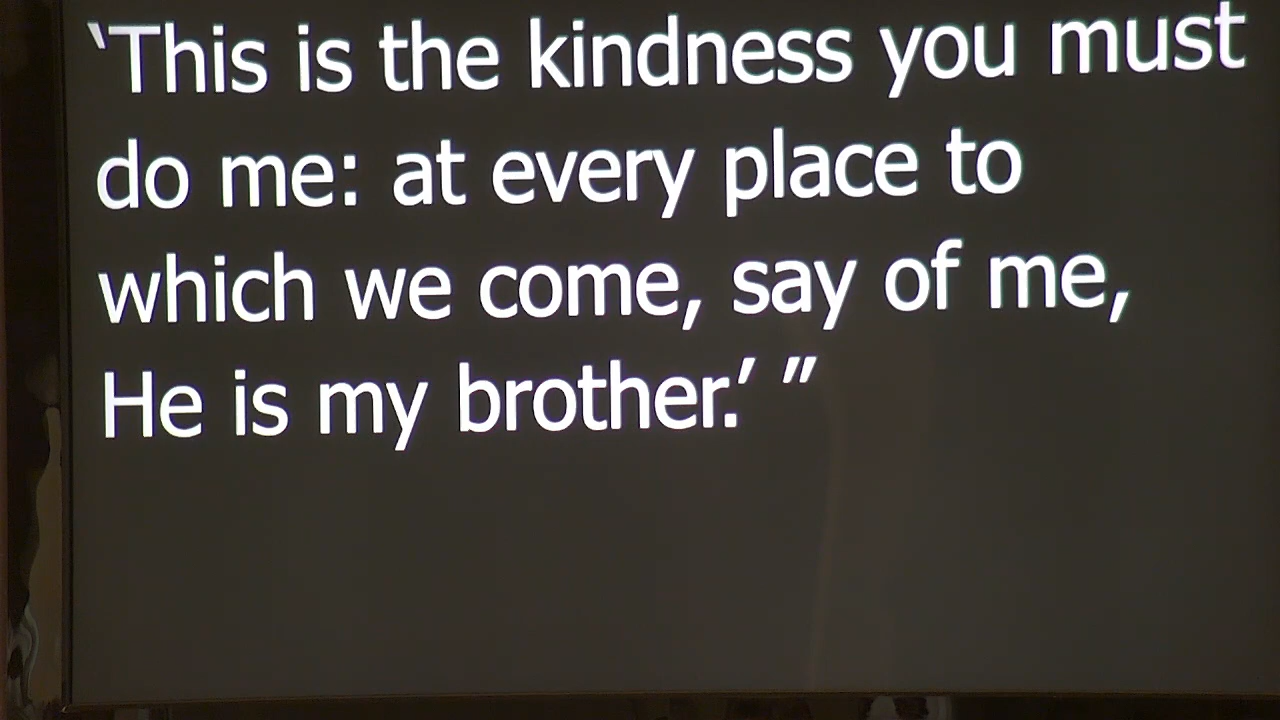 ‘This is the kindness you must
do me: at every place to
which we come, say of me,
He is my brother.’ ”